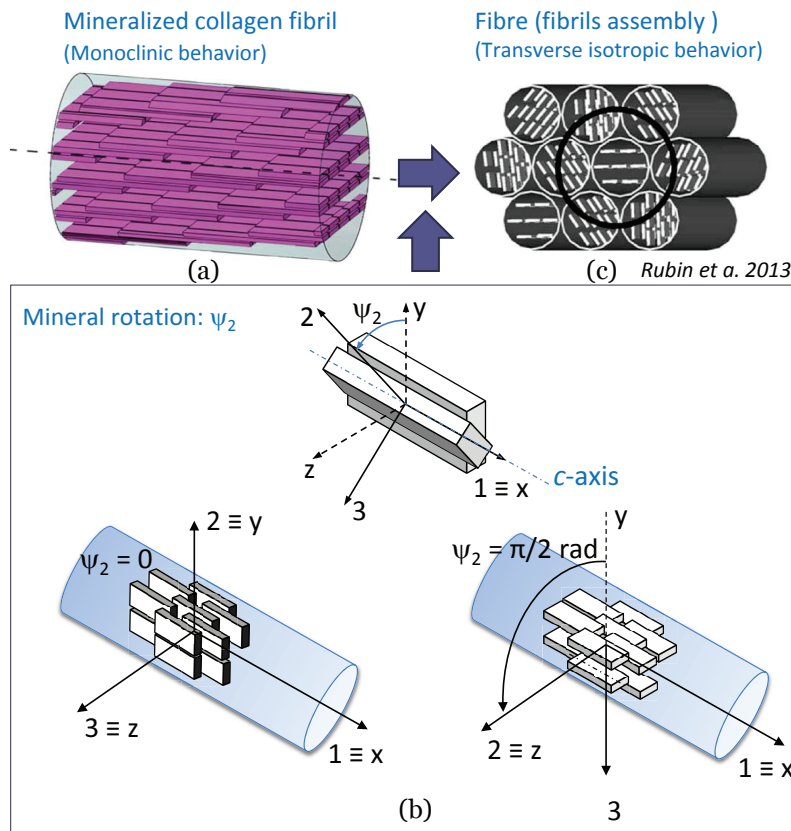 Mineralized collagen fibril
(Monoclinic behavior)
Fibre (fibrils assembly )
(Transverse isotropic behavior)
(a)
(c)
Rubin et a. 2013
Mineral rotation: ψ₂
2
ψ₂
y
z
3
1 ≡ x
c-axis
2 ≡ y
ψ₂ = 0
3 ≡ z
1 ≡ x
y
ψ₂ = π/2 rad
2 ≡ z
1 ≡ x
3
(b)